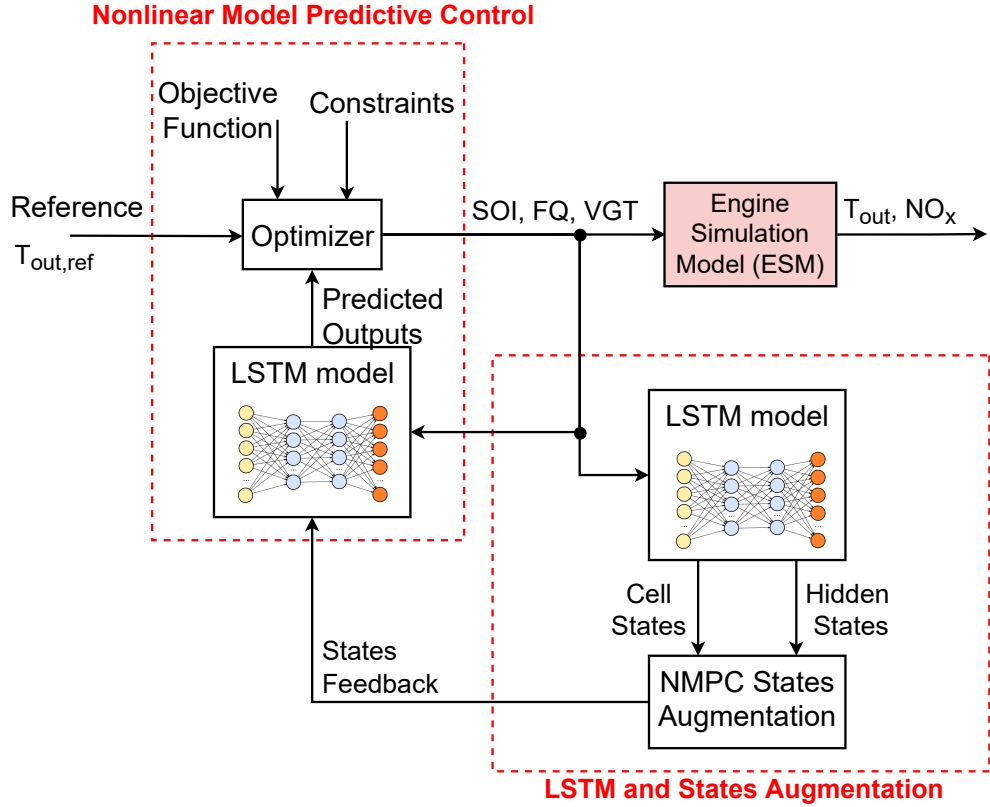 Nonlinear Model Predictive Control
Objective
Function
Constraints
Reference
T_out,ref
Optimizer
SOI, FQ, VGT
Engine
Simulation
Model (ESM)
T_out, NO_x
Predicted
Outputs
LSTM model
...
...
...
...
LSTM model
...
...
...
...
Cell
States
Hidden
States
States
Feedback
NMPC States
Augmentation
LSTM and States Augmentation